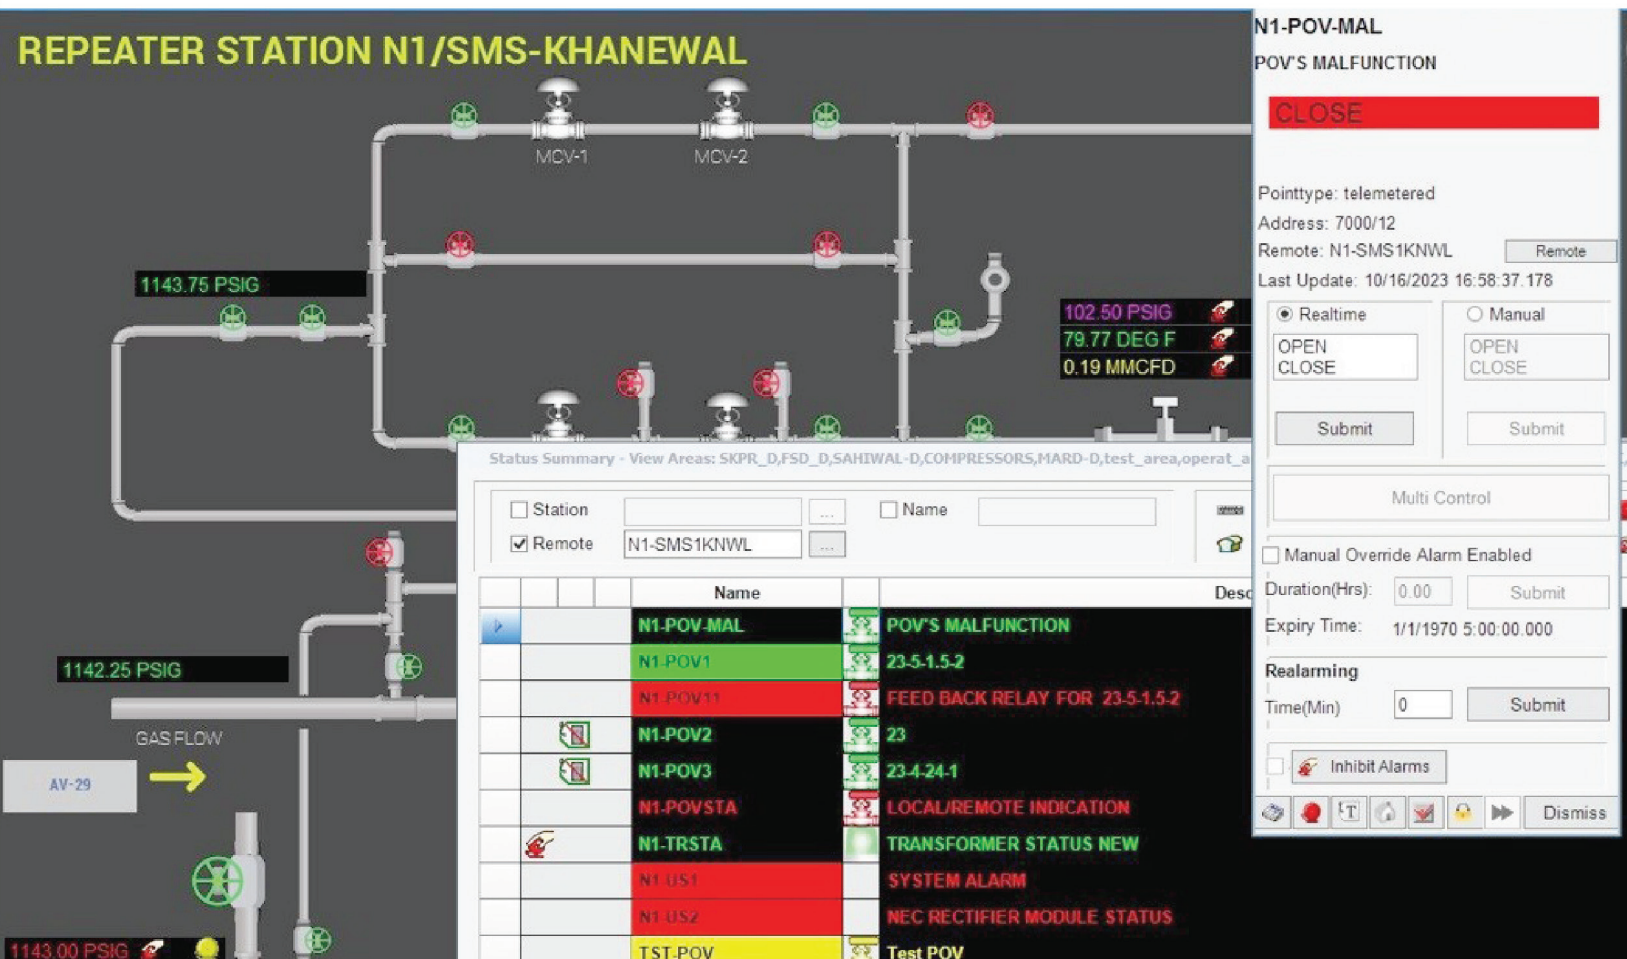 REPEATER STATION N1/SMS-KHANEWAL
MCV-1
MCV-2
1143.75 PSIG
102.50 PSIG
79.77 DEG F
0.19 MMCFD
1142.25 PSIG
GAS FLOW
AV-29
1143.00 PSIG
Status Summary - View Areas: SKPR_D,FSD_D,SAHIWAL-D,COMPRESSORS,MARD-D,test_area,operat_a
Station
...
Name
Remote
N1-SMS1KNWL
...
Name
Desc
N1-POV-MAL POV'S MALFUNCTION
N1-POV1 23-5-1.5-2
N1-POV11 FEED BACK RELAY FOR 23-5-1.5-2
N1-POV2 23
N1-POV3 23-4-24-1
N1-POVSTA LOCAL/REMOTE INDICATION
N1-TRSTA TRANSFORMER STATUS NEW
N1-US1 SYSTEM ALARM
N1-US2 NEC RECTIFIER MODULE STATUS
TST-POV Test POV
N1-POV-MAL
POV'S MALFUNCTION
CLOSE
Pointtype: telemetered
Address: 7000/12
Remote: N1-SMS1KNWL
Remote
Last Update: 10/16/2023 16:58:37.178
Realtime
Manual
OPEN
CLOSE
OPEN
CLOSE
Submit
Submit
Multi Control
Manual Override Alarm Enabled
Duration(Hrs): 0.00 Submit
Expiry Time: 1/1/1970 5:00:00.000
Realarming
Time(Min) 0 Submit
Inhibit Alarms
T
Dismiss